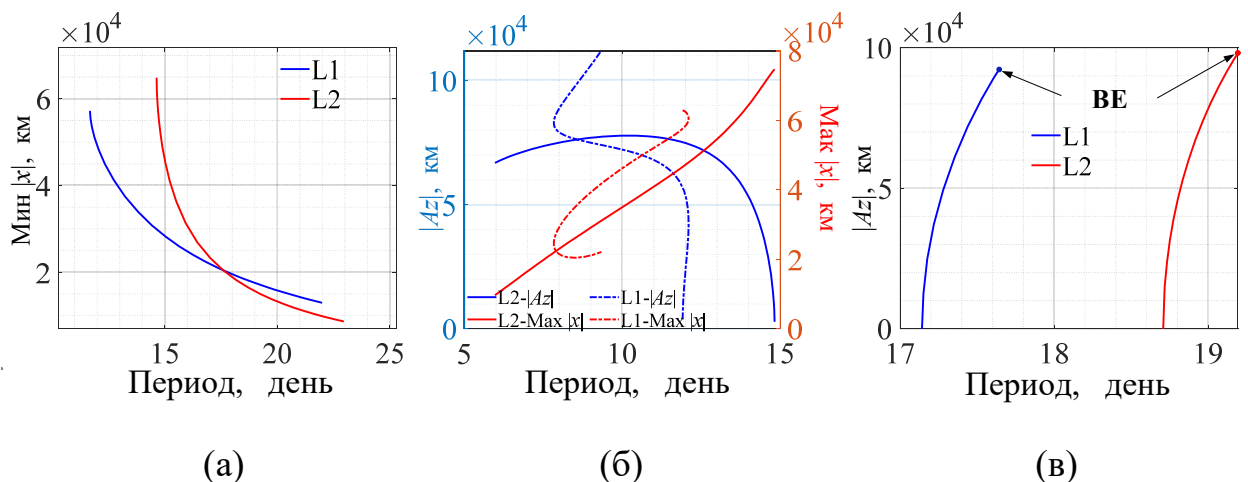 ×10⁴
Мин |x|, км
6
4
2
15
20
25
Период, день
L1
L2
(а)
×10⁴
|Az|, км
10
5
0
5
10
15
Период, день
×10⁴
Мак |x|, км
8
6
4
2
0
L2-|Az|
L1-|Az|
L2-Max |x|
L1-Max |x|
(б)
×10⁴
|Az|, км
10
5
0
17
18
19
Период, день
BE
L1
L2
(в)